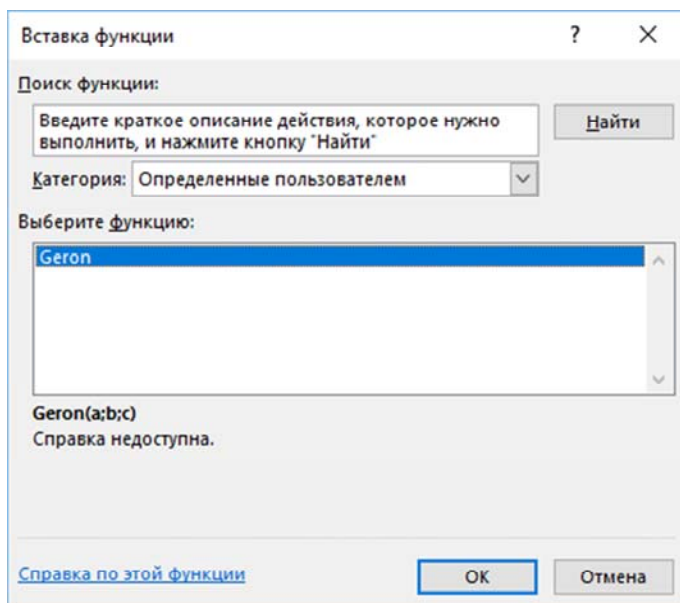 Вставка функции
?
Поиск функции:
Введите краткое описание действия, которое нужно
выполнить, и нажмите кнопку "Найти"
Найти
Категория: Определенные пользователем
Выберите функцию:
Geron
Geron(a;b;c)
Справка недоступна.
Справка по этой функции
ОК
Отмена